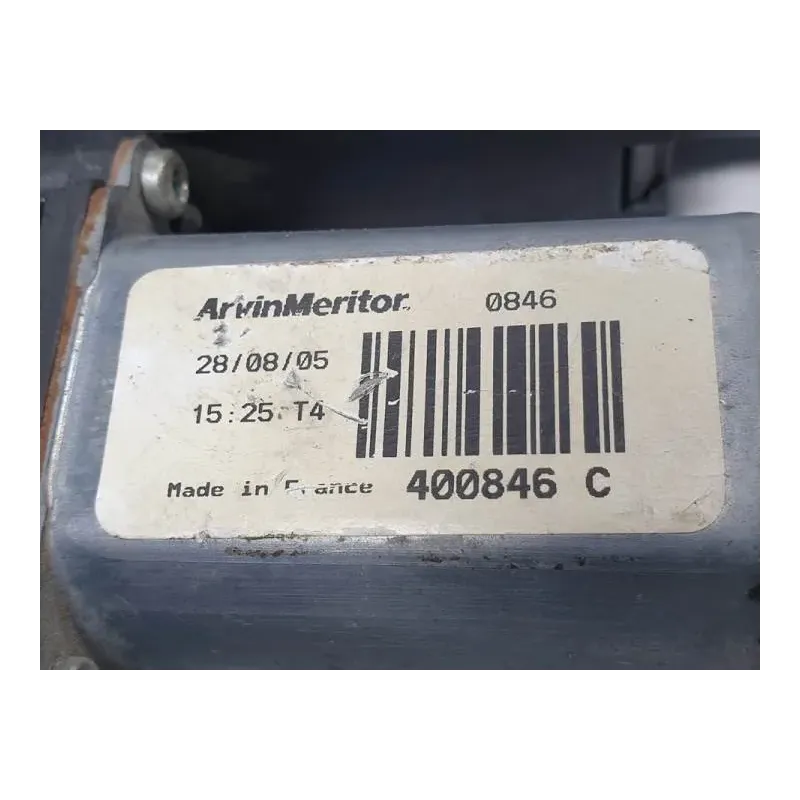 ArvinMeritor 0846
28/08/05
15:25 T4
Made in France 400846 C